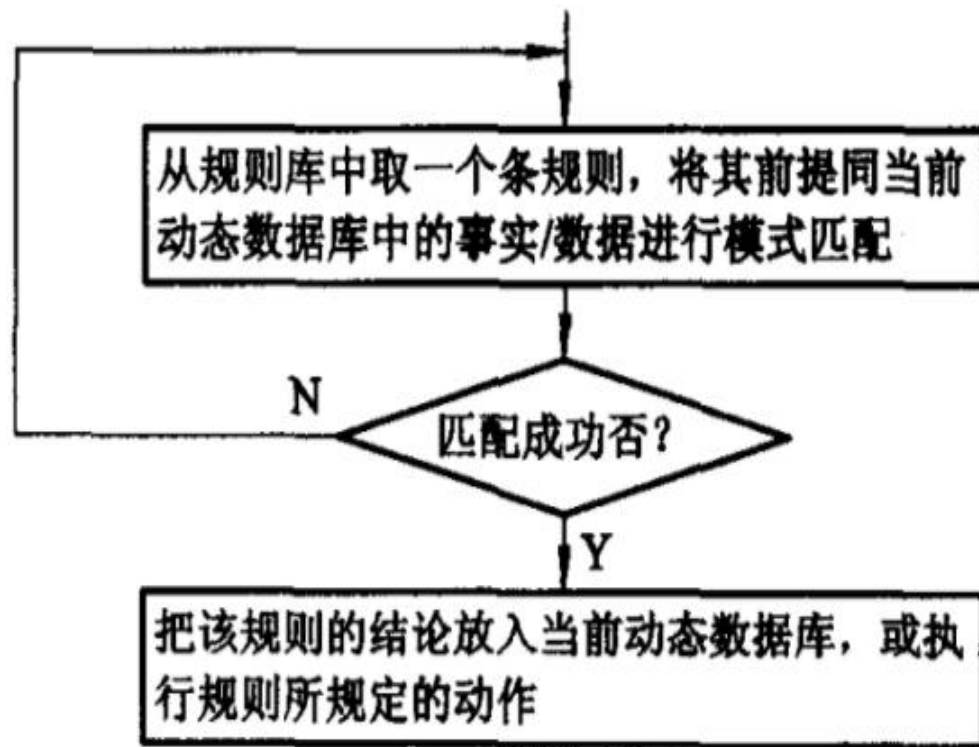 从规则库中取一个条规则，将其前提同当前
动态数据库中的事实/数据进行模式匹配
N
匹配成功否？
Y
把该规则的结论放入当前动态数据库，或执
行规则所规定的动作